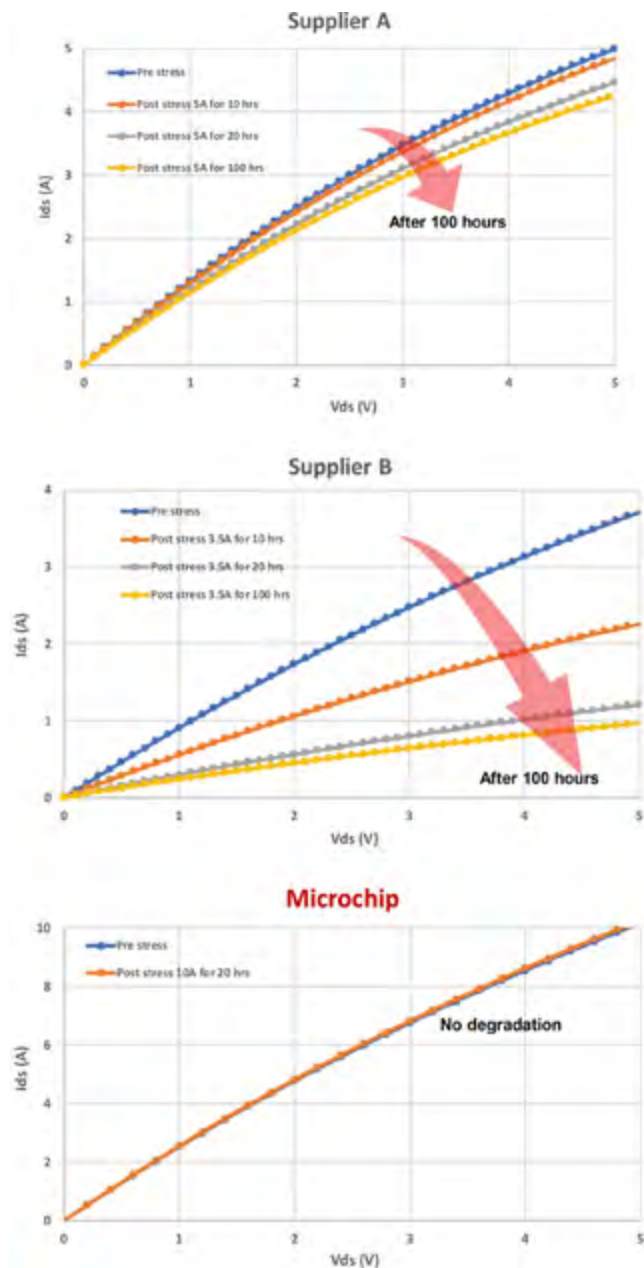 Supplier A
5
Pre stress
Post stress 5A for 10 hrs
4
Post stress 5A for 20 hrs
Post stress 5A for 100 hrs
3
Ids (A)
After 100 hours
2
1
0
0 1 2 3 4 5
Vds (V)
Supplier B
4
Pre stress
Post stress 3.5A for 10 hrs
Post stress 3.5A for 20 hrs
3
Post stress 3.5A for 100 hrs
Ids (A)
2
1
After 100 hours
0
0 1 2 3 4 5
Vds (V)
Microchip
10
Pre stress
Post stress 10A for 20 hrs
8
No degradation
6
Ids (A)
4
2
0
0 1 2 3 4 5
Vds (V)